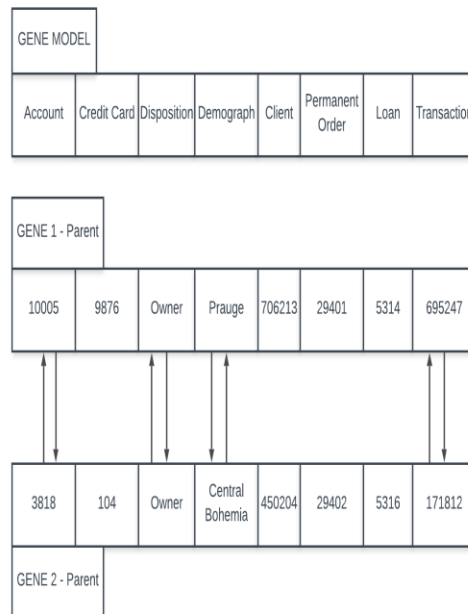 GENE MODEL
Account Credit Card Disposition Demograph Client Permanent Order Loan Transaction
GENE 1 - Parent
10005 9876 Owner Prauge 706213 29401 5314 695247
3818 104 Owner Central Bohemia 450204 29402 5316 171812
GENE 2 - Parent